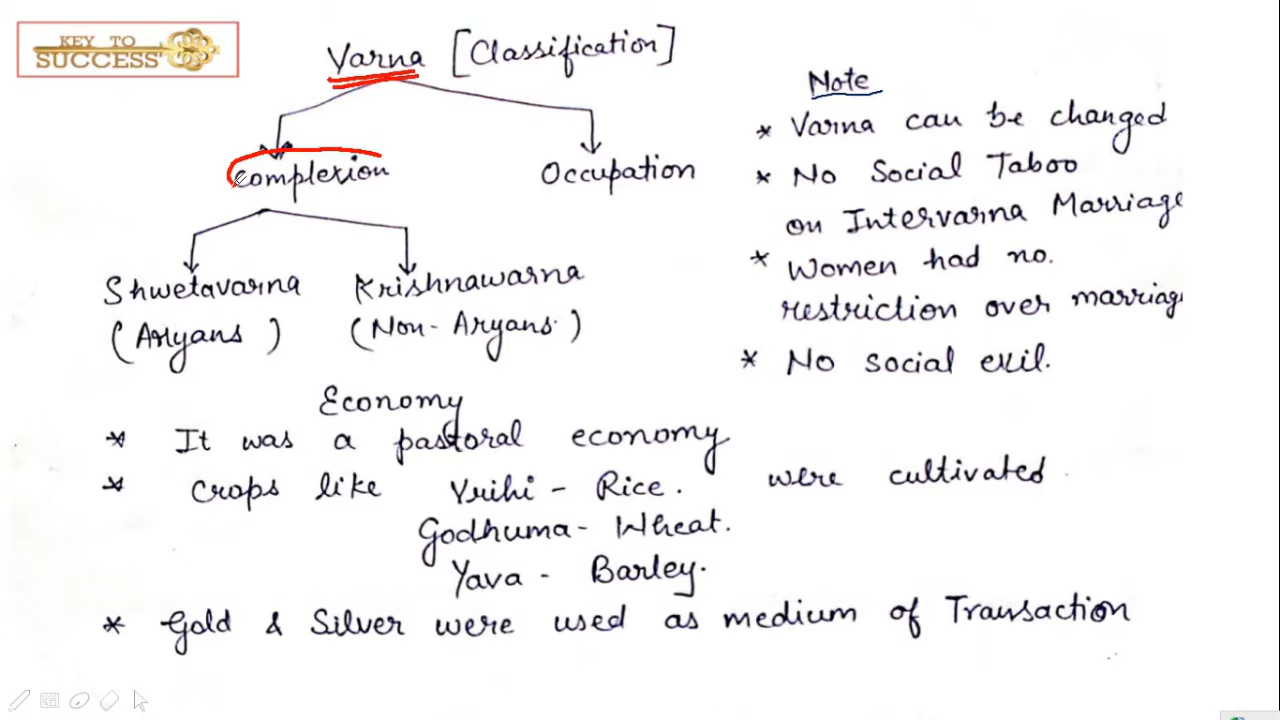 KEY TO
SUCCESS
Varna [Classification]
Complexion
Occupation
Shwetavarna
(Aryans)
Krishnawarna
(Non-Aryans)
Note
* Varna can be changed
* No Social Taboo
on Intervarna Marriage
* Women had no.
restriction over marriag
* No social exil.
Economy
* It was a pastoral economy
* Crops like Vrihi - Rice. were cultivated
Godhuma - Wheat.
Yava - Barley.
* Gold & Silver were used as medium of Transaction